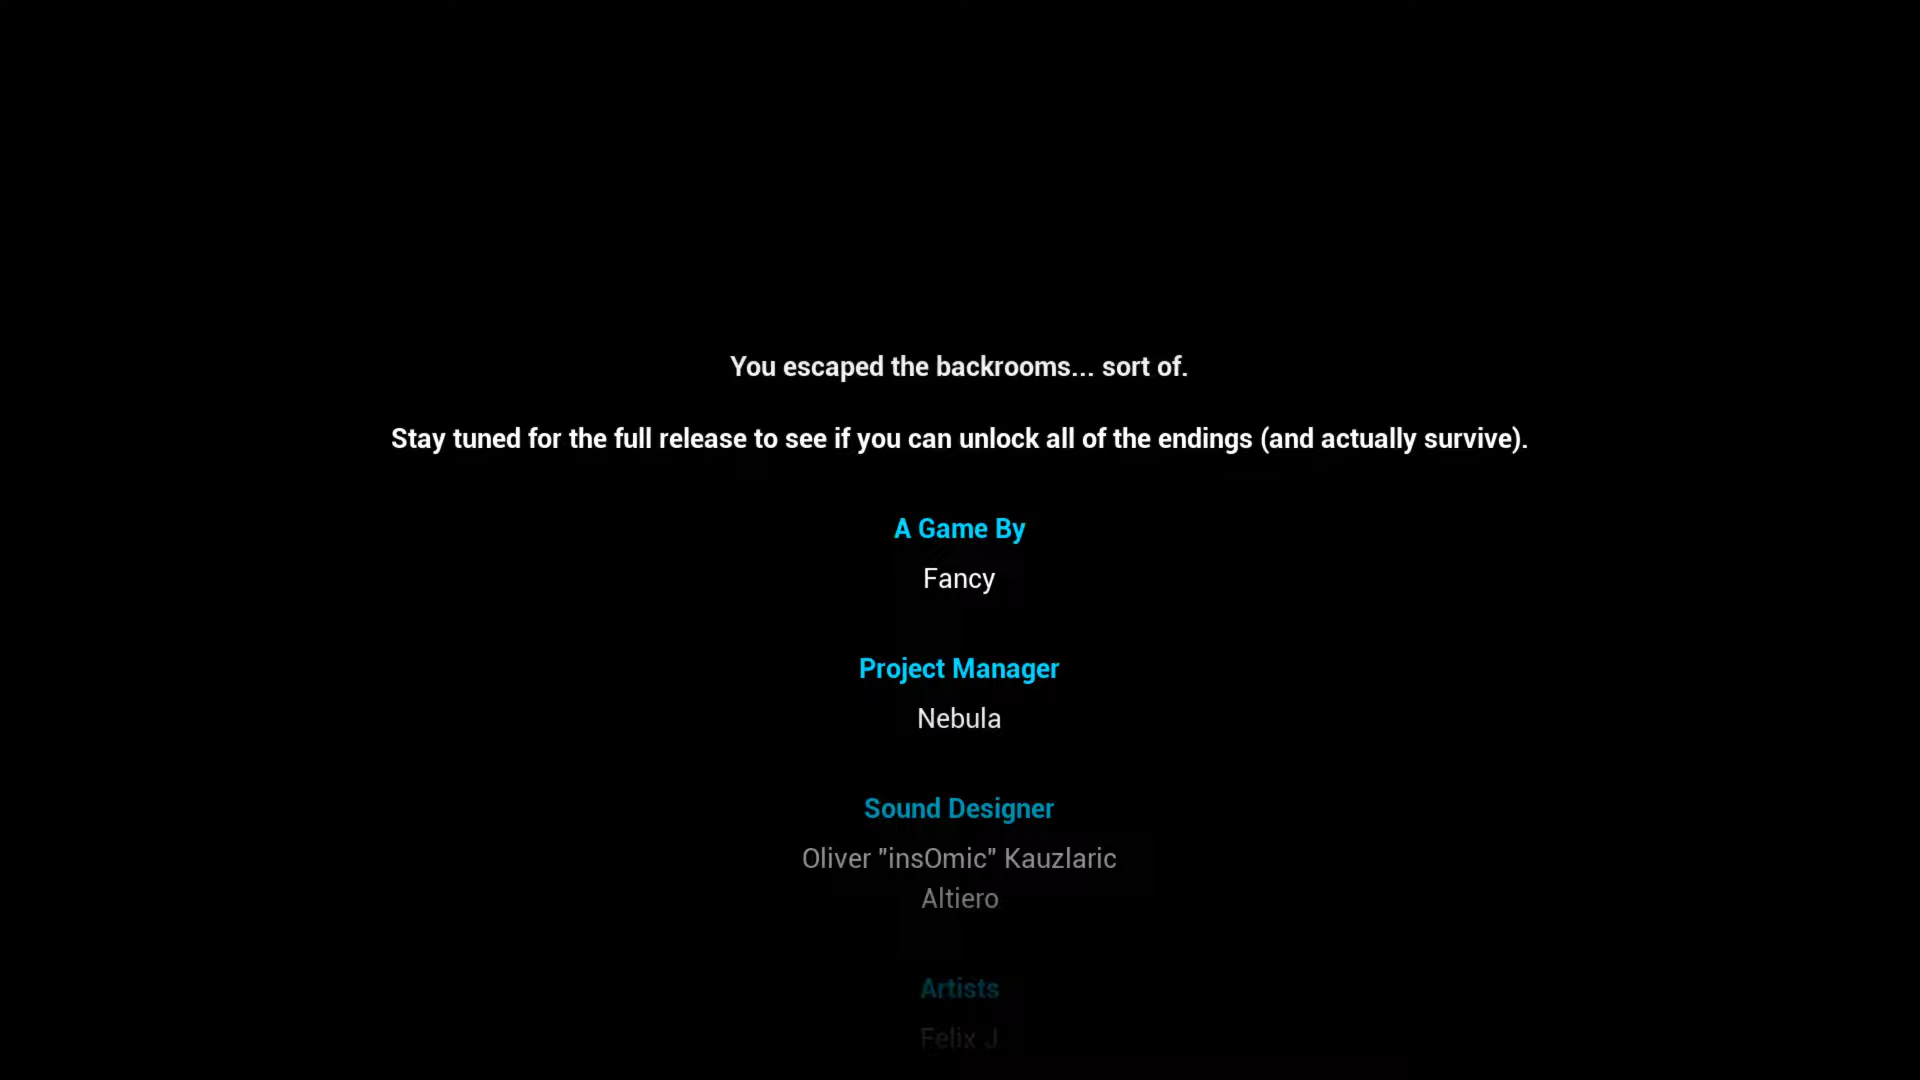 You escaped the backrooms... sort of.
Stay tuned for the full release to see if you can unlock all of the endings (and actually survive).
A Game By
Fancy
Project Manager
Nebula
Sound Designer
Oliver "insOmic" Kauzlaric
Altiero
Artists
Felix J